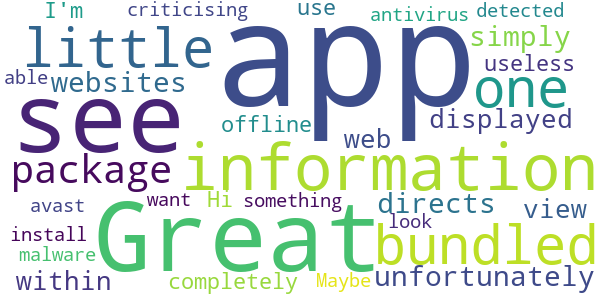 I'm criticising use antivirus detected
little app simply
able websites useless
see offline one
web displayed
package information
avast want Hi something directs view
install Great look bundled
malware
within completely Maybe unfortunately